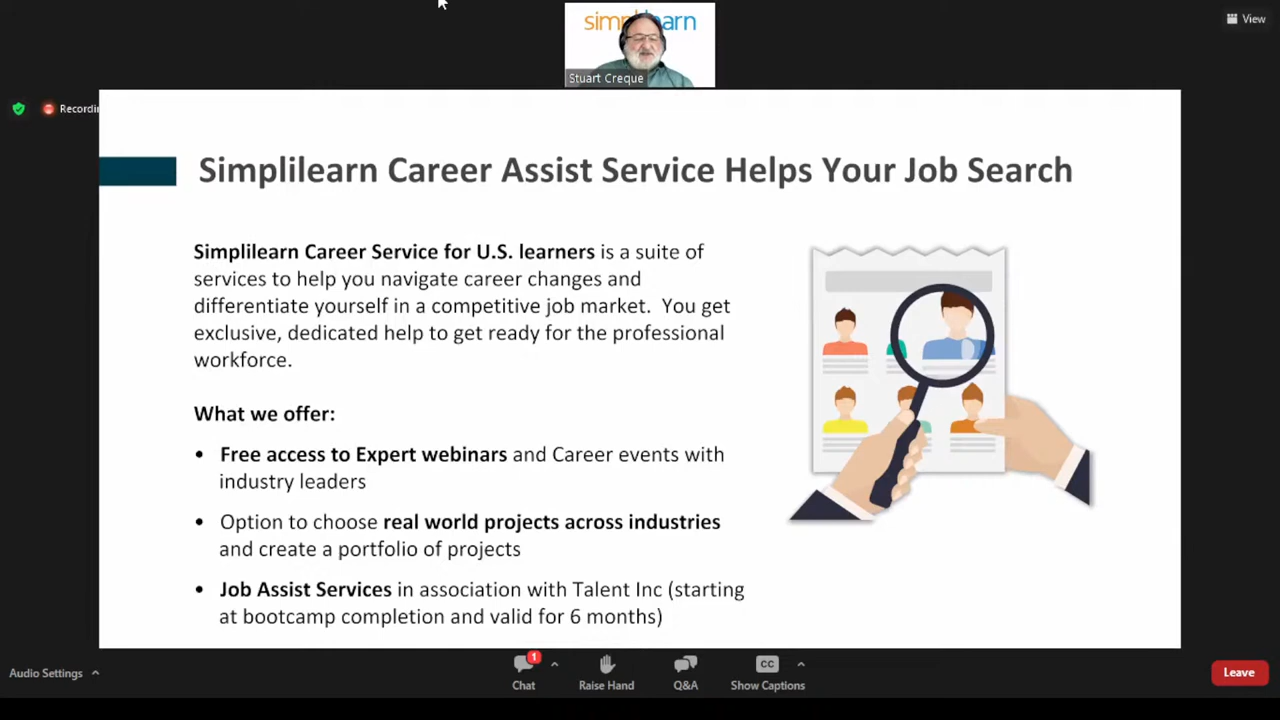 simplilearn
View
Stuart Creque
Recordin
Simplilearn Career Assist Service Helps Your Job Search
Simplilearn Career Service for U.S. learners is a suite of
services to help you navigate career changes and
differentiate yourself in a competitive job market.  You get
exclusive, dedicated help to get ready for the professional
workforce.
What we offer:
• Free access to Expert webinars and Career events with
industry leaders
• Option to choose real world projects across industries
and create a portfolio of projects
• Job Assist Services in association with Talent Inc (starting
at bootcamp completion and valid for 6 months)
Audio Settings
1
Chat
Raise Hand
Q&A
CC
Show Captions
Leave